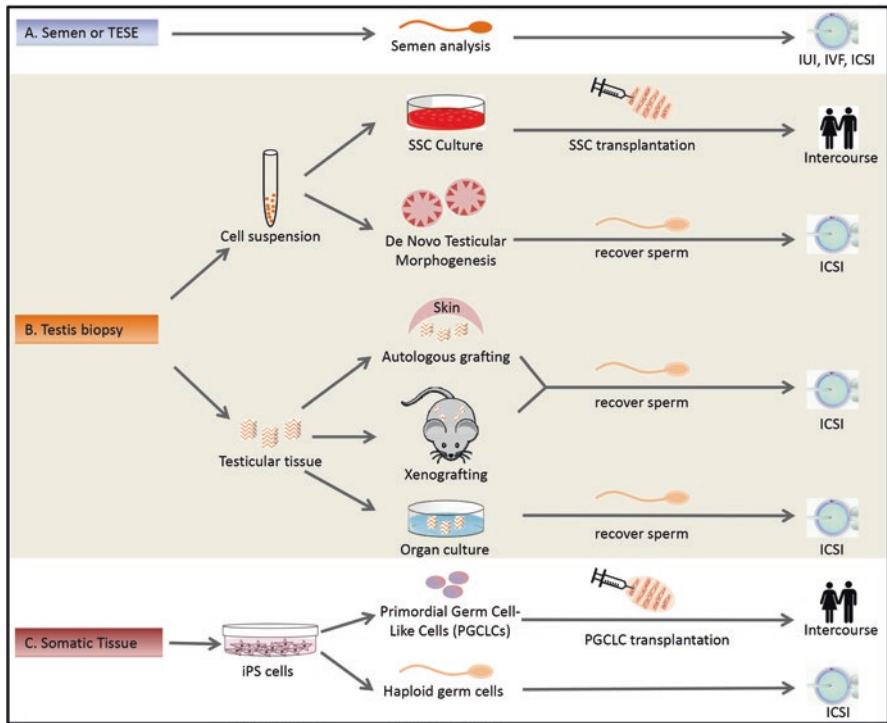 A. Semen or TESE
Semen analysis
IUI, IVF, ICSI
SSC Culture
SSC transplantation
Intercourse
Cell suspension
De Novo Testicular
Morphogenesis
recover sperm
ICSI
B. Testis biopsy
Skin
Autologous grafting
recover sperm
ICSI
Testicular tissue
Xenografting
Organ culture
recover sperm
ICSI
C. Somatic Tissue
iPS cells
Primordial Germ Cell-
Like Cells (PGCLCs)
PGCLC transplantation
Intercourse
Haploid germ cells
ICSI